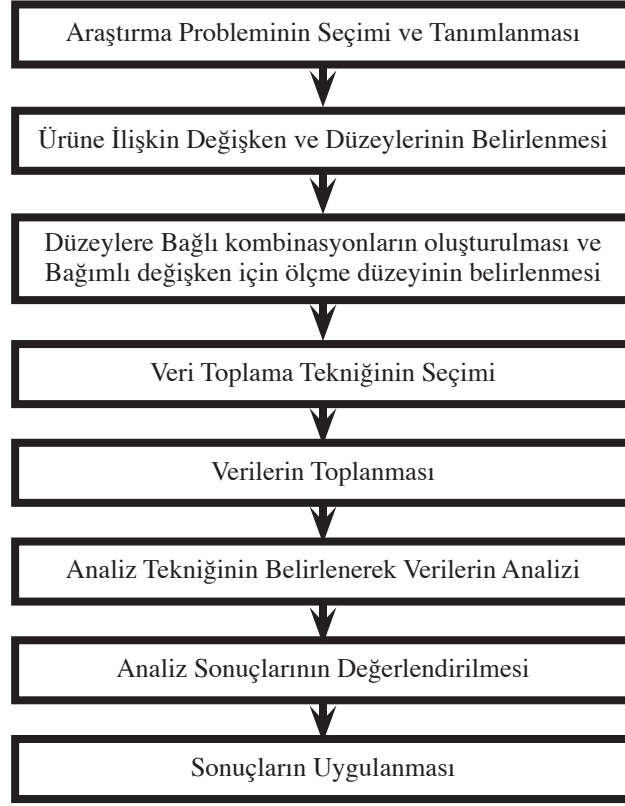 Araştırma Probleminin Seçimi ve Tanımlanması
Ürüne İlişkin Değişken ve Düzeylerinin Belirlenmesi
Düzeylere Bağlı kombinasyonların oluşturulması ve
Bağımlı değişken için ölçme düzeyinin belirlenmesi
Veri Toplama Tekniğinin Seçimi
Verilerin Toplanması
Analiz Tekniğinin Belirlenerek Verilerin Analizi
Analiz Sonuçlarının Değerlendirilmesi
Sonuçların Uygulanması